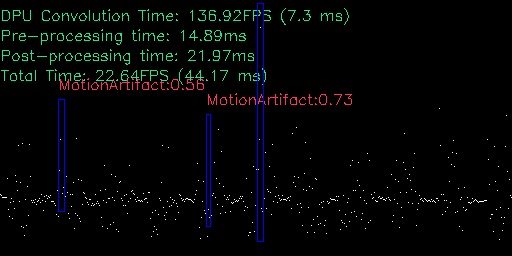 DPU Convolution Time: 136.92FPS (7.3 ms)
Pre-processing time: 14.89ms
Post-processing time: 21.97ms
Total Time: 22.64FPS (44.17 ms)
MotionArtifact:0.56
MotionArtifact:0.73